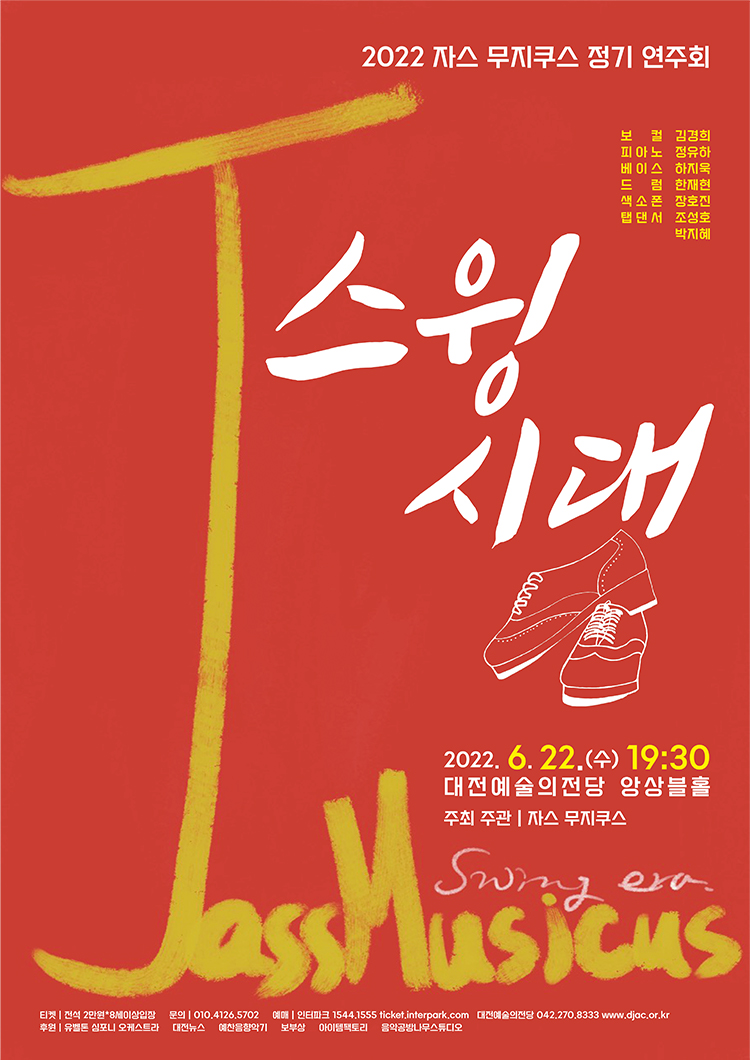 2022 자스 무지쿠스 정기 연주회
보 컬 김경희
피아노 정유하
베이스 하지욱
드 럼 한재현
색소폰 장호진
탭댄서 조성호
박지혜
스윙
시대
2022. 6. 22.(수) 19:30
대전예술의전당 앙상블홀
주최 주관 | 자스 무지쿠스
Swing era.
JassMusicus
티켓 | 전석 2만원*8세이상입장 문의 | 010.4126.5702 예매 | 인터파크 1544.1555 ticket.interpark.com 대전예술의전당 042.270.8333 www.djac.or.kr
후원 | 유벨톤 심포니 오케스트라 대전뉴스 예찬음향악기 보부상 아이템팩토리 음악공방나무스튜디오